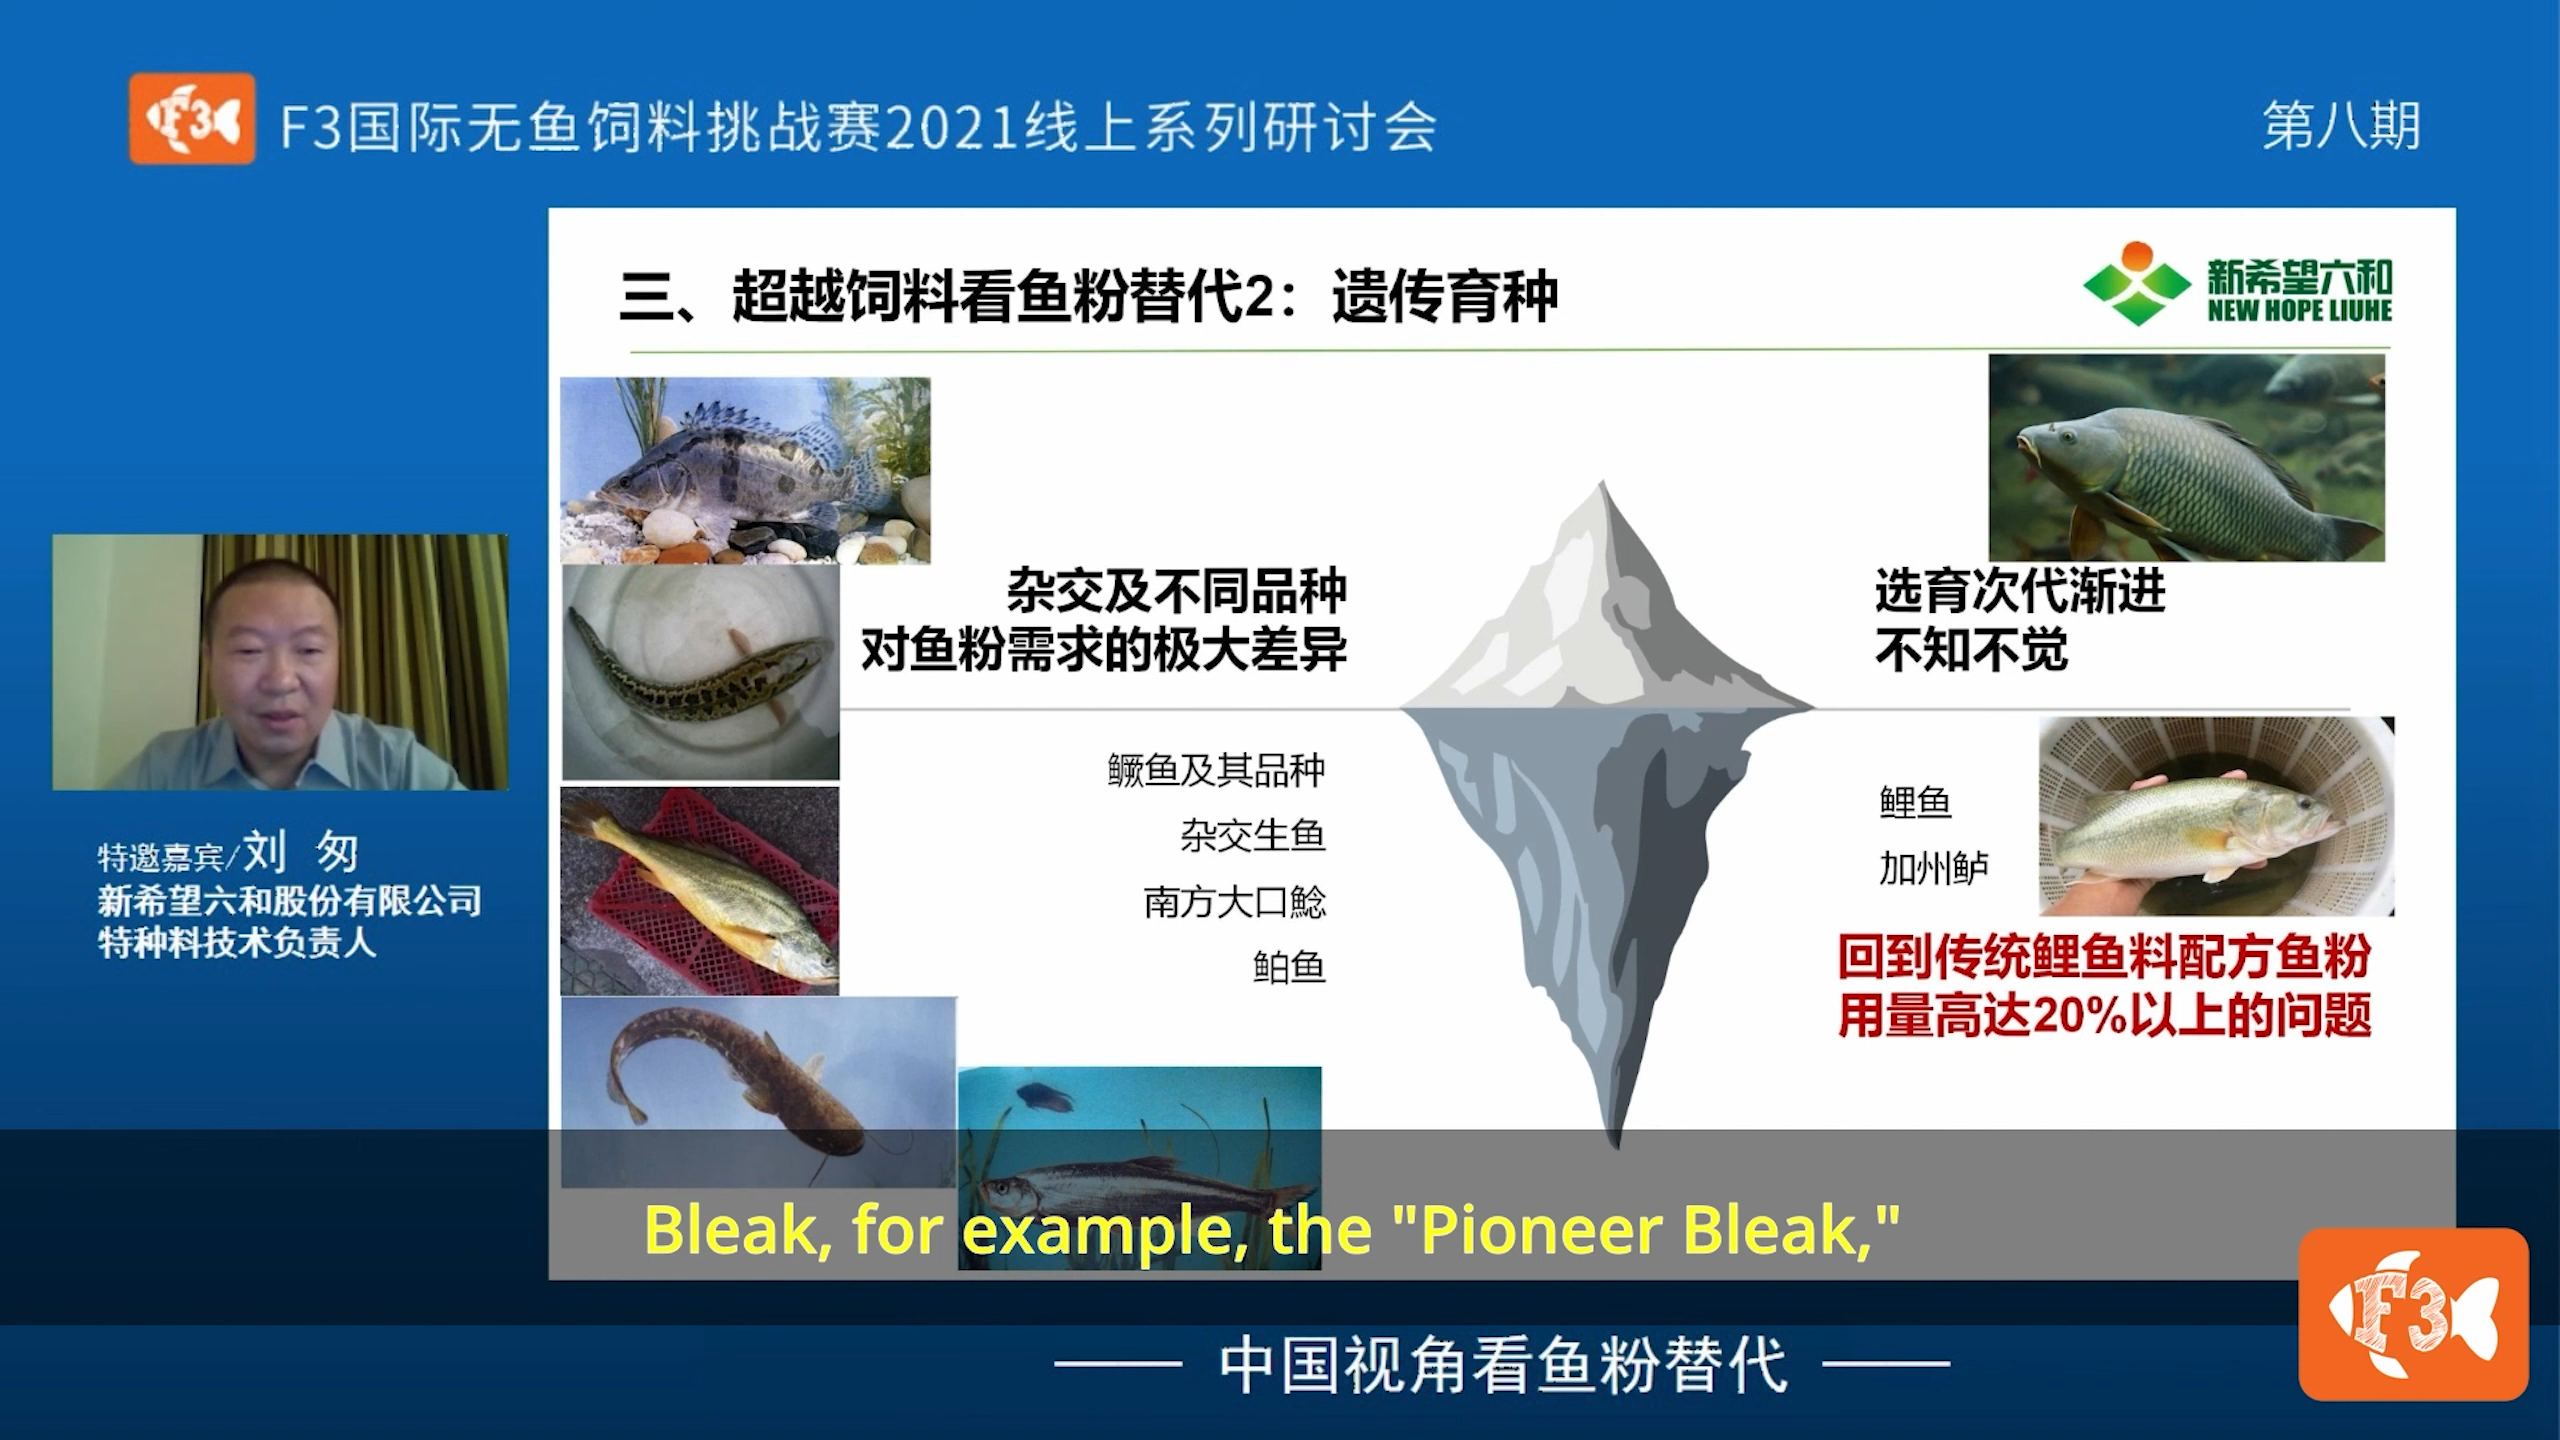 F3
F3国际无鱼饲料挑战赛2021线上系列研讨会
第八期
三、超越饲料看鱼粉替代2：遗传育种
新希望六和
NEW HOPE LIUHE
杂交及不同品种
对鱼粉需求的极大差异
选育次代渐进
不知不觉
鳜鱼及其品种
杂交生鱼
南方大口鯰
鲌鱼
鲤鱼
加州鲈
回到传统鲤鱼料配方鱼粉
用量高达20%以上的问题
特邀嘉宾/刘 匆
新希望六和股份有限公司
特种料技术负责人
Bleak, for example, the "Pioneer Bleak,"
中国视角看鱼粉替代
F3